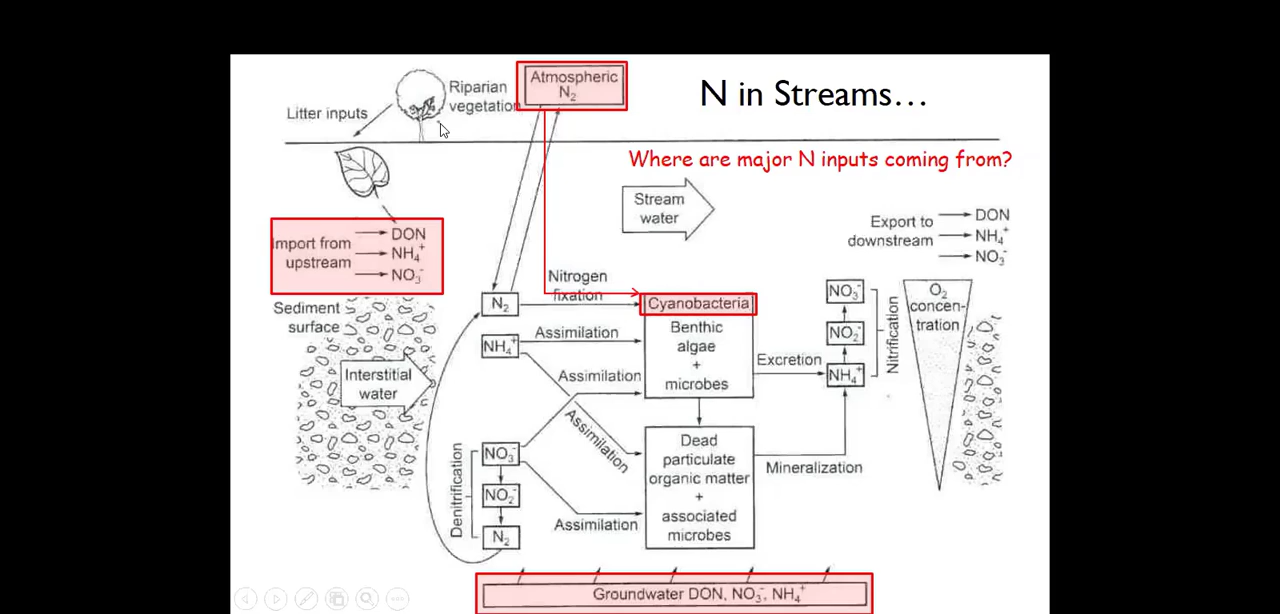 Atmospheric
N₂
N in Streams...
Riparian
vegetation
Litter inputs
Where are major N inputs coming from?
Stream
water
Import from
upstream
DON
NH₄⁺
NO₃⁻
Export to
downstream
DON
NH₄⁺
NO₃⁻
Sediment
surface
Interstitial
water
Nitrogen
fixation
N₂
Cyanobacteria
NH₄⁺
Assimilation
Benthic
algae
+
microbes
Assimilation
Excretion
NO₃⁻
NO₂⁻
NH₄⁺
Nitrification
O₂
concen-
tration
Assimilation
Denitrification
NO₃⁻
NO₂⁻
N₂
Assimilation
Dead
particulate
organic matter
+
associated
microbes
Mineralization
Groundwater DON, NO₃⁻, NH₄⁺